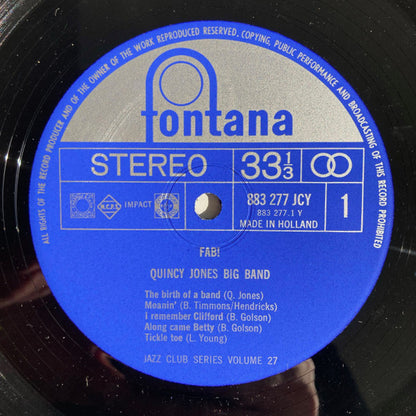 ALL RIGHTS OF THE RECORD PRODUCER AND OF THE OWNER OF THE WORK REPRODUCED RESERVED. COPYING, PUBLIC PERFORMANCE AND BROADCASTING OF THIS RECORD PROHIBITED
fontana
STEREO 33 1/3
M.C.P.S. IMPACT 883 277 JCY 1
883 277.1 Y
MADE IN HOLLAND
FAB!
QUINCY JONES BIG BAND
The birth of a band (Q. Jones)
Moanin' (B. Timmons/Hendricks)
I remember Clifford (B. Golson)
Along came Betty (B. Golson)
Tickle toe (L. Young)
JAZZ CLUB SERIES VOLUME 27